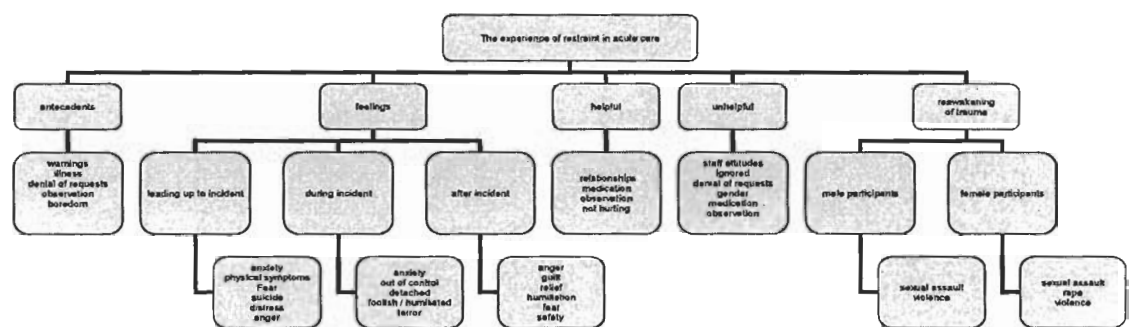 The experience of restraint in acute care
antecedents
feelings
helpful
unhelpful
reawakening
of trauma
warnings
illness
denial of requests
observation
boredom
leading up to incident
during incident
after incident
relationships
medication
observation
not hurting
staff attitudes
ignored
denial of requests
gender
medication
observation
male participants
female participants
anxiety
physical symptoms
Fear
suicide
distress
anger
anxiety
out of control
detached
foolish / humiliated
terror
anger
guilt
relief
humiliation
fear
safety
sexual assault
violence
sexual assault
rape
violence